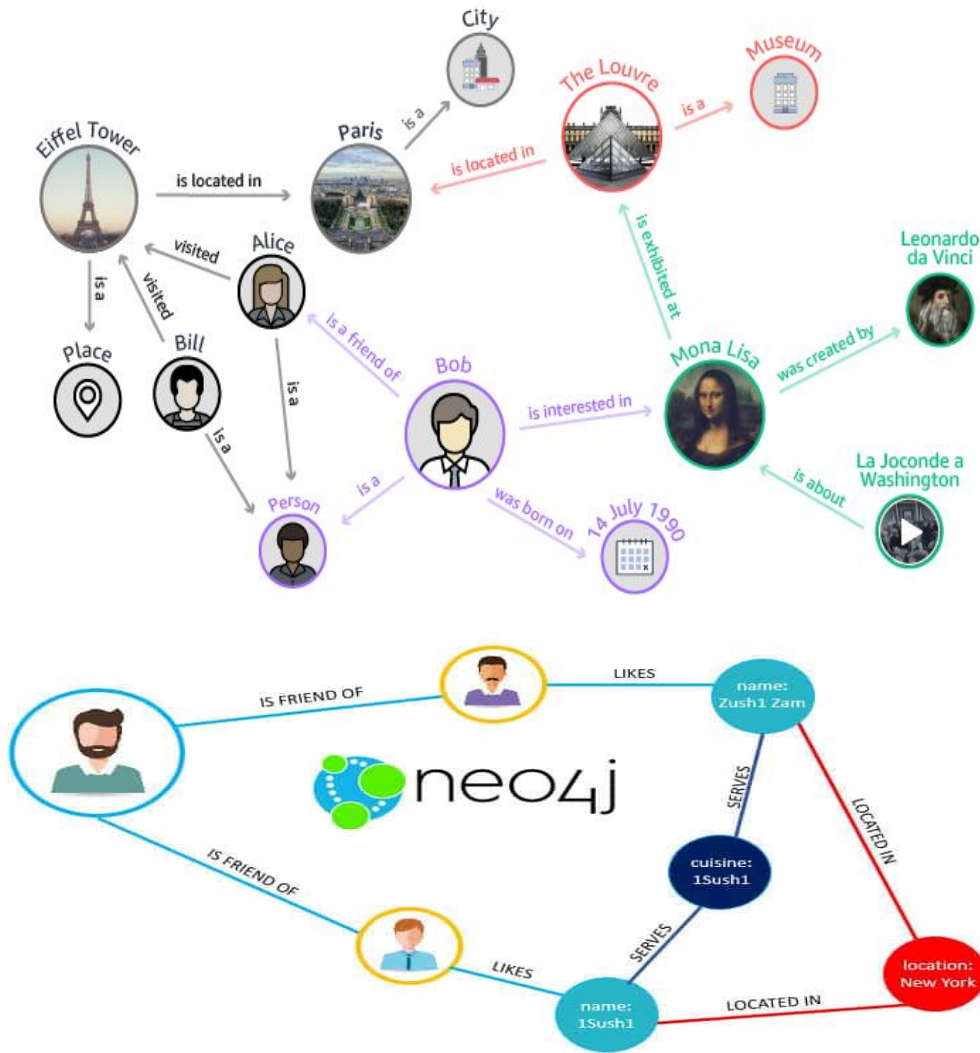 City
Museum
The Louvre
is a
is a
Eiffel Tower
Paris
is located in
is located in
Alice
visited
visited
is a
is exhibited at
Leonardo
da Vinci
was created by
Place
Bill
is a friend of
Bob
Mona Lisa
is a
is interested in
is a
is a
La Joconde a
Washington
is about
Person
was born on
14 July 1990
IS FRIEND OF
LIKES
name:
Zush1 Zam
neo4j
SERVES
LOCATED IN
cuisine:
1Sush1
IS FRIEND OF
SERVES
LIKES
location:
New York
name:
1Sush1
LOCATED IN